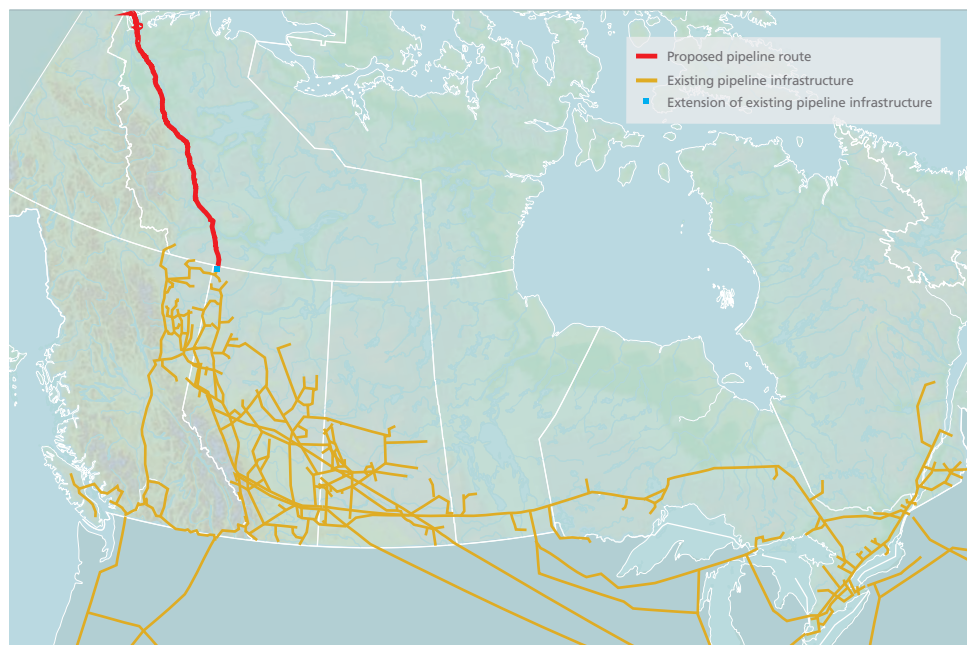 Proposed pipeline route
Existing pipeline infrastructure
Extension of existing pipeline infrastructure